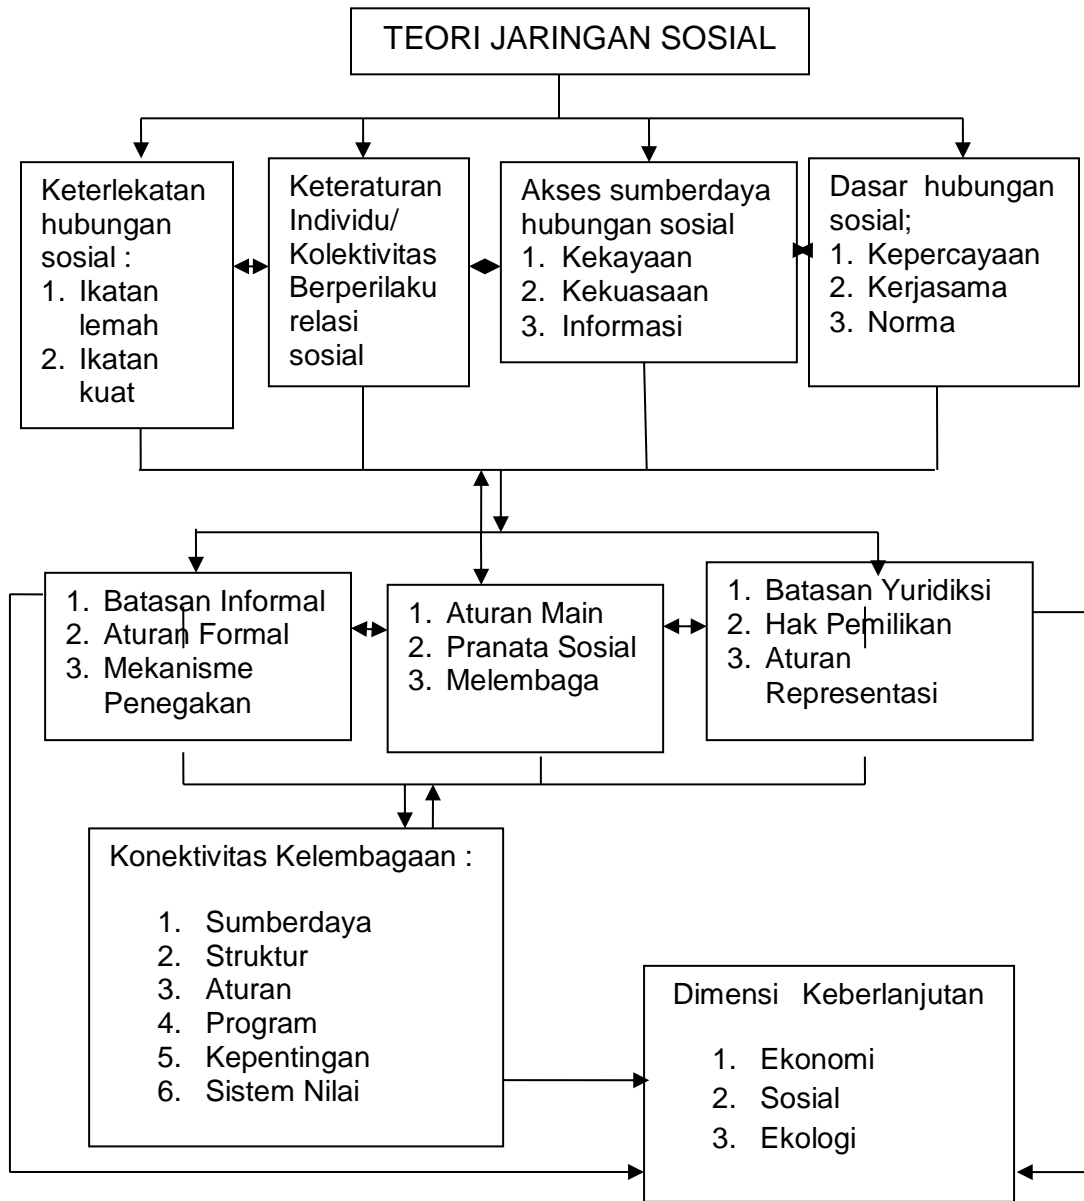 TEORI JARINGAN SOSIAL
Keterlekatan
hubungan
sosial :
1. Ikatan
lemah
2. Ikatan
kuat
Keteraturan
Individu/
Kolektivitas
Berperilaku
relasi
sosial
Akses sumberdaya
hubungan sosial
1. Kekayaan
2. Kekuasaan
3. Informasi
Dasar hubungan
sosial;
1. Kepercayaan
2. Kerjasama
3. Norma
1. Batasan Informal
2. Aturan Formal
3. Mekanisme
Penegakan
1. Aturan Main
2. Pranata Sosial
3. Melembaga
1. Batasan Yuridiksi
2. Hak Pemilikan
3. Aturan
Representasi
Konektivitas Kelembagaan :
1. Sumberdaya
2. Struktur
3. Aturan
4. Program
5. Kepentingan
6. Sistem Nilai
Dimensi Keberlanjutan
1. Ekonomi
2. Sosial
3. Ekologi